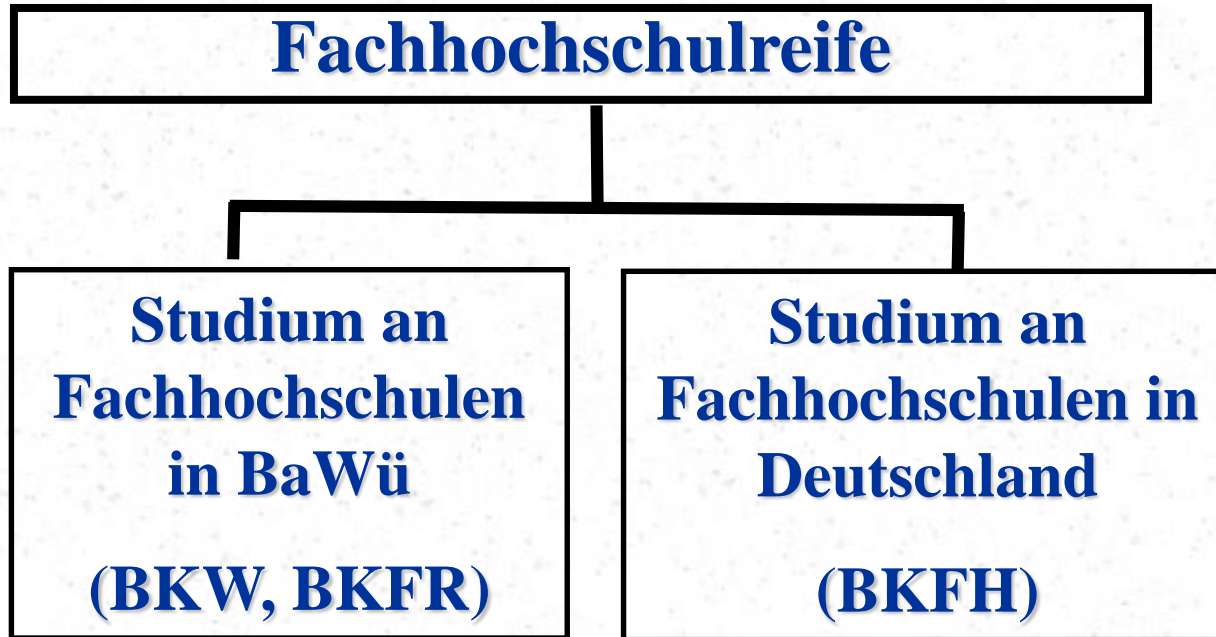 Fachhochschulreife
Studium an
Fachhochschulen
in BaWü
(BKW, BKFR)
Studium an
Fachhochschulen in
Deutschland
(BKFH)